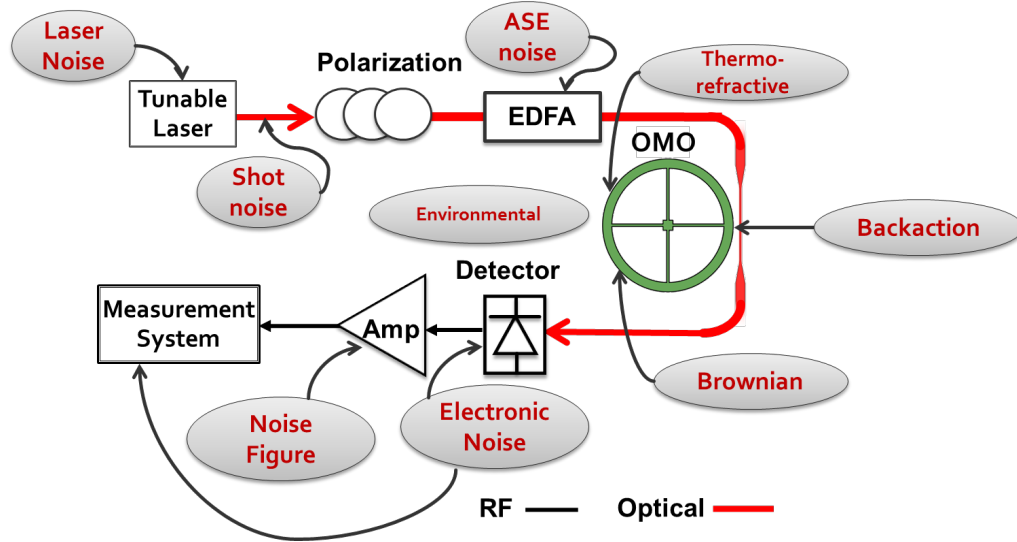 Laser
Noise
ASE
noise
Thermo-
refractive
Polarization
Tunable
Laser
EDFA
OMO
Shot
noise
Environmental
Backaction
Detector
Measurement
System
Amp
Brownian
Noise
Figure
Electronic
Noise
RF
Optical